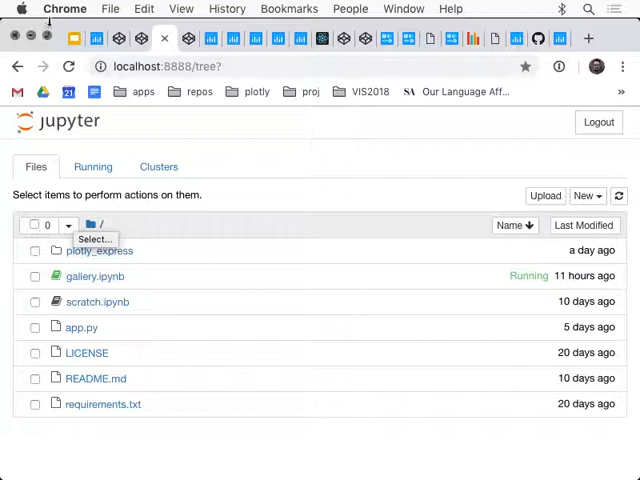 Chrome File Edit View History Bookmarks People Window Help
localhost:8888/tree?
apps repos plotly proj VIS2018 SA Our Language Aff... »
jupyter Logout
Files Running Clusters
Select items to perform actions on them. Upload New
0 / Name Last Modified
Select...
plotly_express a day ago
gallery.ipynb Running 11 hours ago
scratch.ipynb 10 days ago
app.py 5 days ago
LICENSE 20 days ago
README.md 10 days ago
requirements.txt 20 days ago